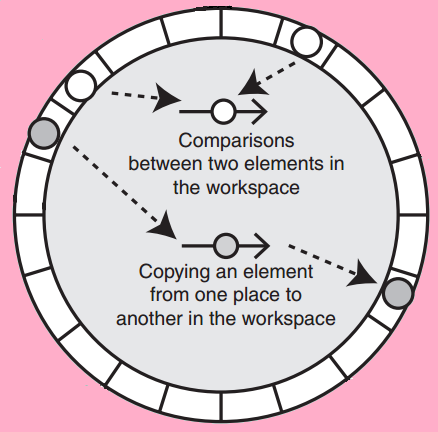 Comparisons
between two elements in
the workspace
Copying an element
from one place to
another in the workspace